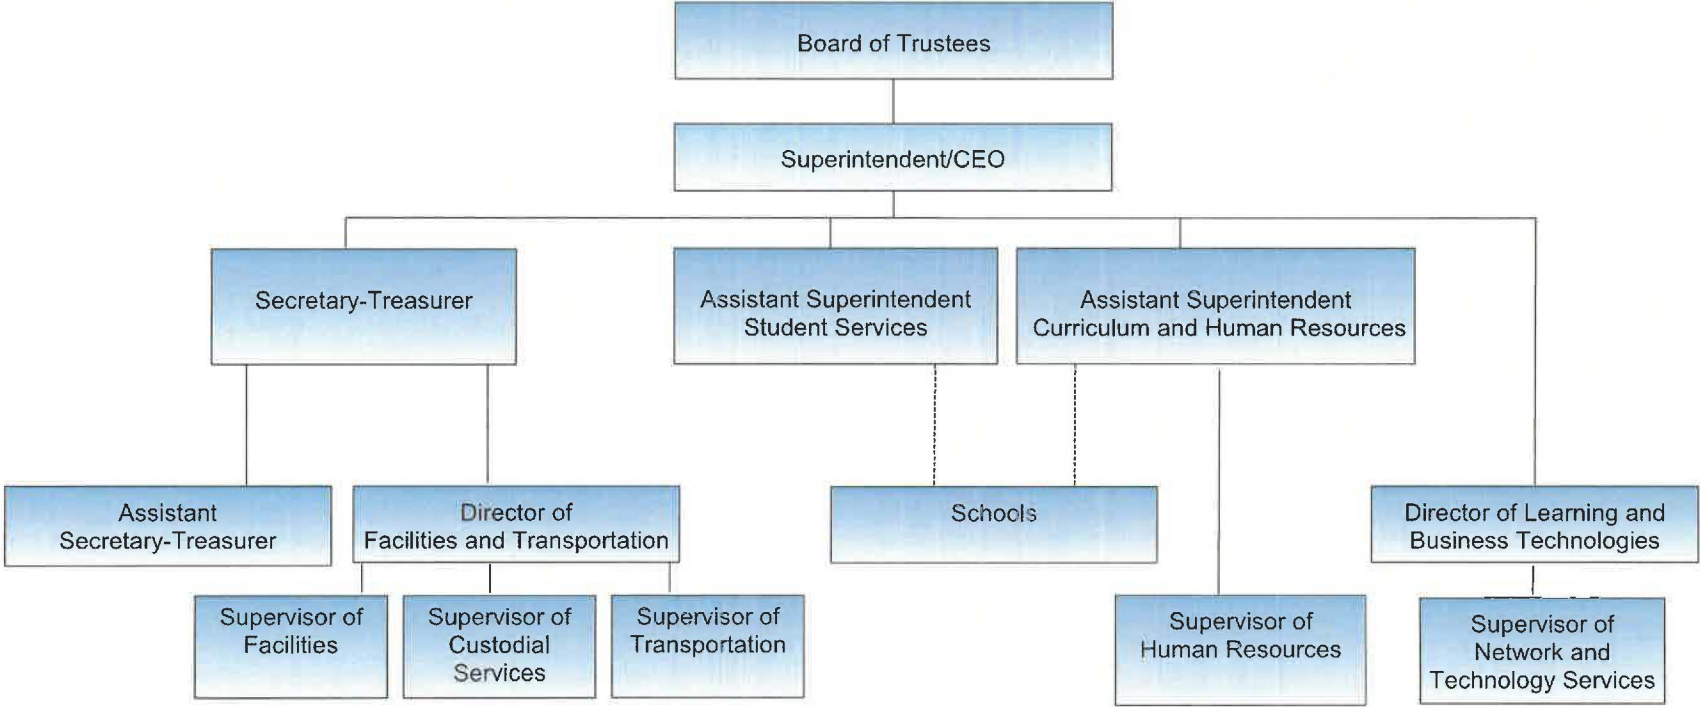 Board of Trustees
Superintendent/CEO
Secretary-Treasurer
Assistant Superintendent
Student Services
Assistant Superintendent
Curriculum and Human Resources
Assistant
Secretary-Treasurer
Director of
Facilities and Transportation
Schools
Director of Learning and
Business Technologies
Supervisor of
Facilities
Supervisor of
Custodial
Services
Supervisor of
Transportation
Supervisor of
Human Resources
Supervisor of
Network and
Technology Services